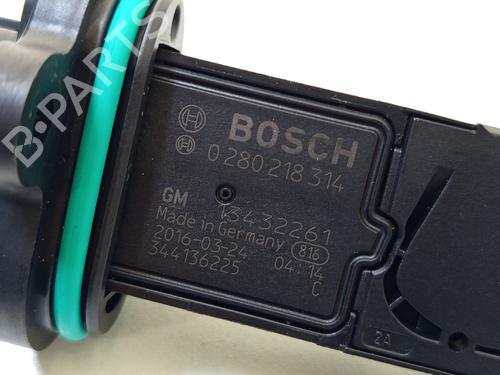 B-PARTS
BOSCH
0 280 218 314
GM 13432261
Made in Germany 816
2016-03-24 04:14
344136225 C
2A